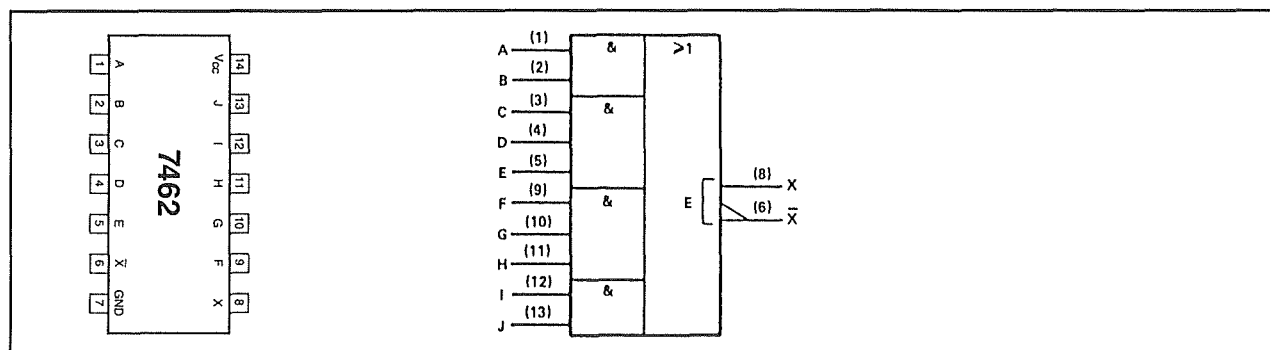 1 A VCC 14
2 B J 13
3 C I 12
4 D H 11
5 E G 10
6 X̄ F 9
7 GND X 8
7462
A (1) & ⩾1
B (2)
C (3) &
D (4)
E (5)
F (9) &
G (10)
H (11)
I (12) &
J (13)
E (8) X
(6) X̄